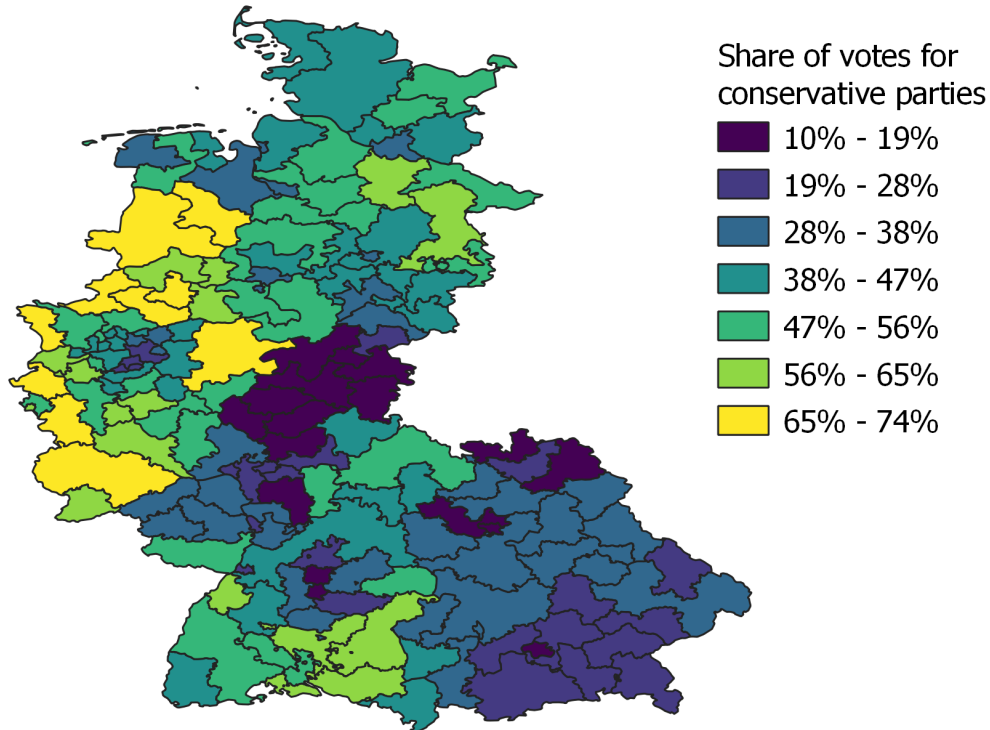 Share of votes for
conservative parties
10% - 19%
19% - 28%
28% - 38%
38% - 47%
47% - 56%
56% - 65%
65% - 74%